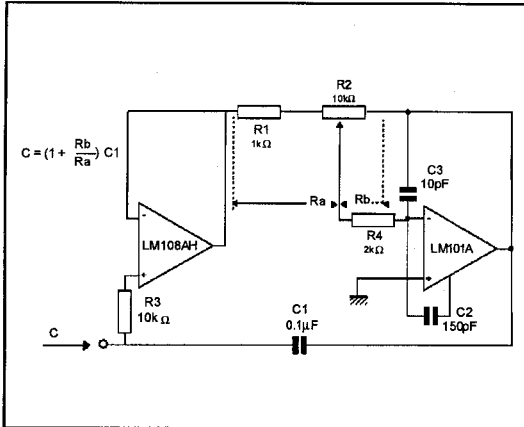 R2
10kΩ
R1
1kΩ
C = (1 + Rb/Ra) C1
C3
10pF
Ra
Rb
-
-
LM108AH
R4
2kΩ
LM101A
+
+
R3
10kΩ
C2
150pF
C1
0.1μF
C